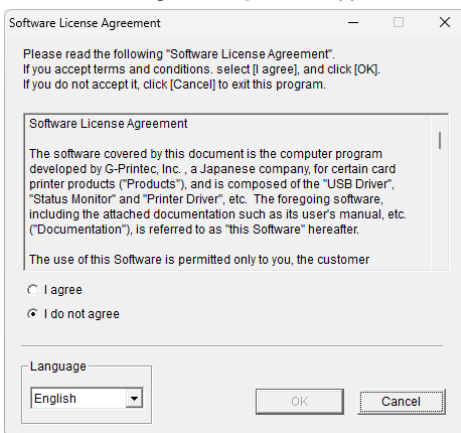 Software License Agreement
Please read the following "Software License Agreement".
If you accept terms and conditions. select [I agree], and click [OK].
If you do not accept it, click [Cancel] to exit this program.
Software License Agreement
The software covered by this document is the computer program
developed by G-Printec, Inc. , a Japanese company, for certain card
printer products ("Products"), and is composed of the "USB Driver",
"Status Monitor" and "Printer Driver", etc.  The foregoing software,
including the attached documentation such as its user's manual, etc.
("Documentation"), is referred to as "this Software" hereafter.
The use of this Software is permitted only to you, the customer
I agree
I do not agree
Language
English
OK
Cancel